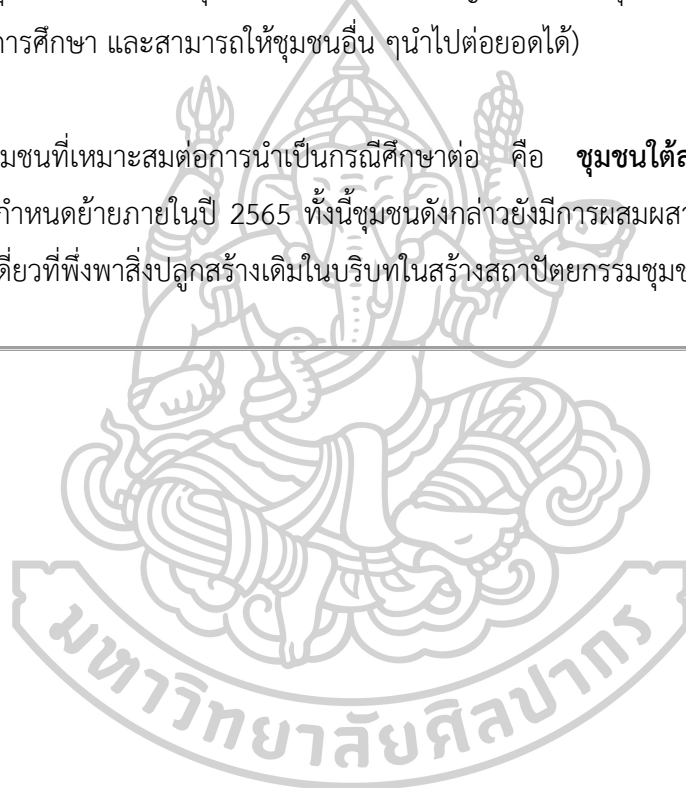 การศึกษา และสามารถให้ชุมชนอื่น ๆนำไปต่อยอดได้)
มชนที่เหมาะสมต่อการนำเป็นกรณีศึกษาต่อ คือ ชุมชนใต้ส
กำหนดย้ายภายในปี 2565 ทั้งนี้ชุมชนดังกล่าวยังมีการผสมผสา
ดี่ยวที่พึ่งพาสิ่งปลูกสร้างเดิมในบริบทในสร้างสถาปัตยกรรมชุมช
มหาวิทยาลัยศิลปากร